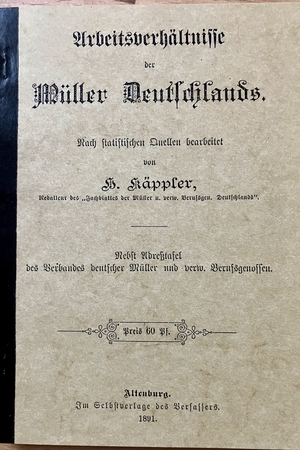 Arbeitsverhältnisse
der
Müller Deutschlands.
Nach statistischen Quellen bearbeitet
von
H. Käppler,
Redakteur des „Fachblattes der Müller u. verw. Berufsgen. Deutschlands".
Nebst Adreßtafel
des Verbandes deutscher Müller und verw. Berufsgenossen.
Preis 60 Pf.
Altenburg.
Im Selbstverlage des Verfassers.
1891.